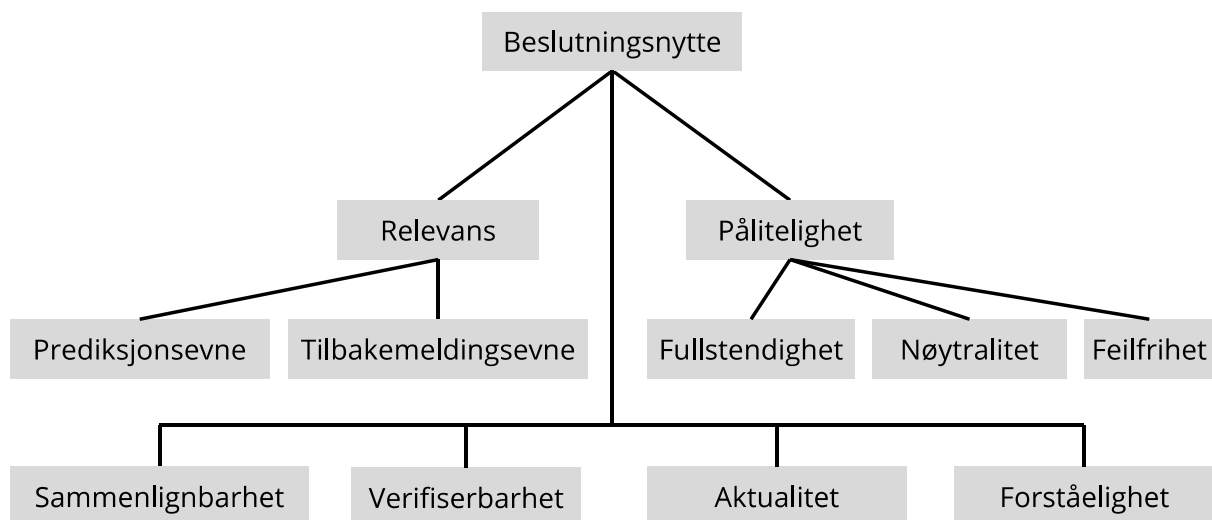 Beslutningsnytte
Relevans
Pålitelighet
Prediksjonsevne
Tilbakemeldingsevne
Fullstendighet
Nøytralitet
Feilfrihet
Sammenlignbarhet
Verifiserbarhet
Aktualitet
Forståelighet